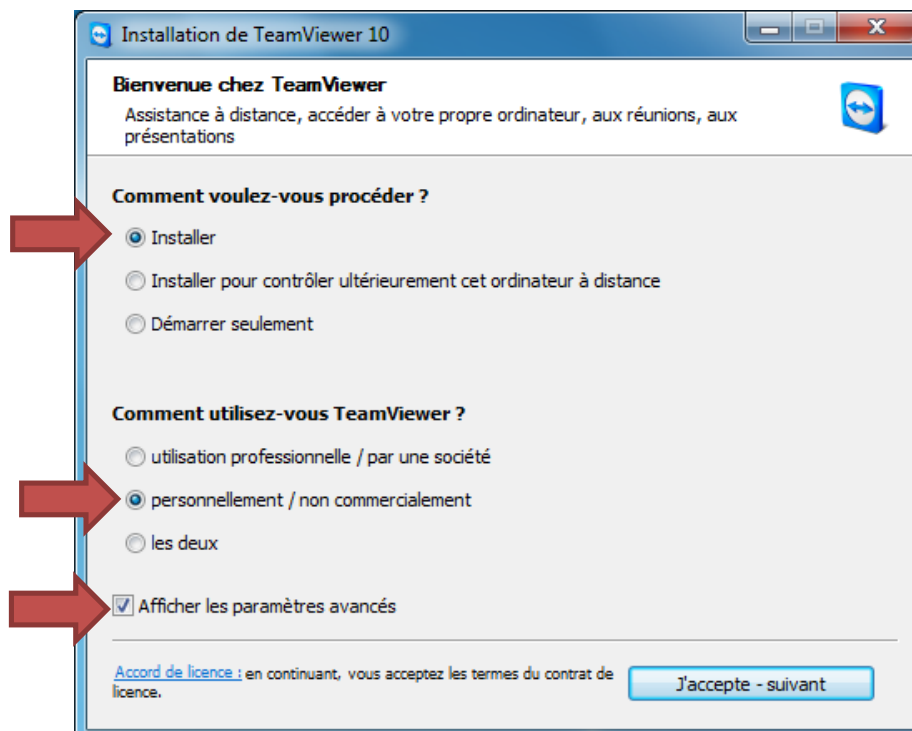 Installation de TeamViewer 10
Bienvenue chez TeamViewer
Assistance à distance, accéder à votre propre ordinateur, aux réunions, aux
présentations
Comment voulez-vous procéder ?
Installer
Installer pour contrôler ultérieurement cet ordinateur à distance
Démarrer seulement
Comment utilisez-vous TeamViewer ?
utilisation professionnelle / par une société
personnellement / non commercialement
les deux
Afficher les paramètres avancés
Accord de licence : en continuant, vous acceptez les termes du contrat de
licence.
J'accepte - suivant